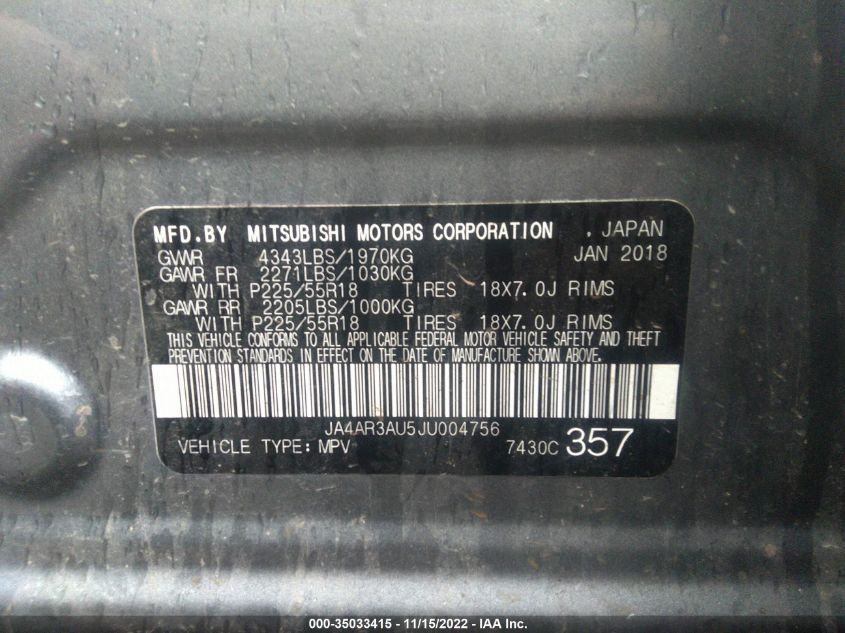 MFD.BY MITSUBISHI MOTORS CORPORATION . JAPAN
GVWR 4343LBS/1970KG JAN 2018
GAWR FR 2271LBS/1030KG
WITH P225/55R18 TIRES 18X7.0J RIMS
GAWR RR 2205LBS/1000KG
WITH P225/55R18 TIRES 18X7.0J RIMS
THIS VEHICLE CONFORMS TO ALL APPLICABLE FEDERAL MOTOR VEHICLE SAFETY AND THEFT
PREVENTION STANDARDS IN EFFECT ON THE DATE OF MANUFACTURE SHOWN ABOVE.
JA4AR3AU5JU004756
VEHICLE TYPE: MPV 7430C 357
000-35033415 - 11/15/2022 - IAA Inc.